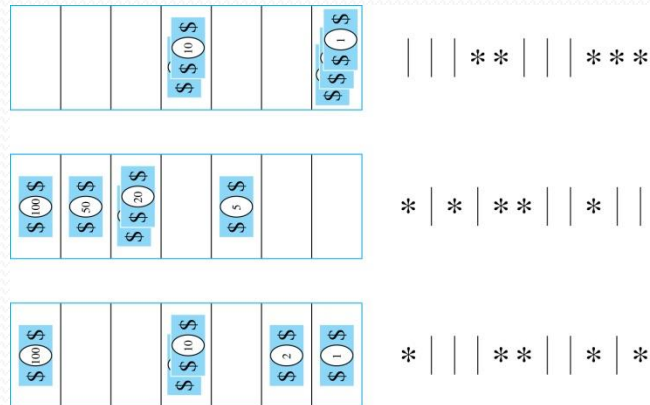 $ 10 $ $ $ 1 $ $ $ | | | * * | | | * * *
$ 100 $ $ 50 $ $ 20 $ $ $ 5 $ * | * | * * | | * | |
$ 100 $ $ 10 $ $ $ 2 $ $ 1 $ * | | | * * | | * | *